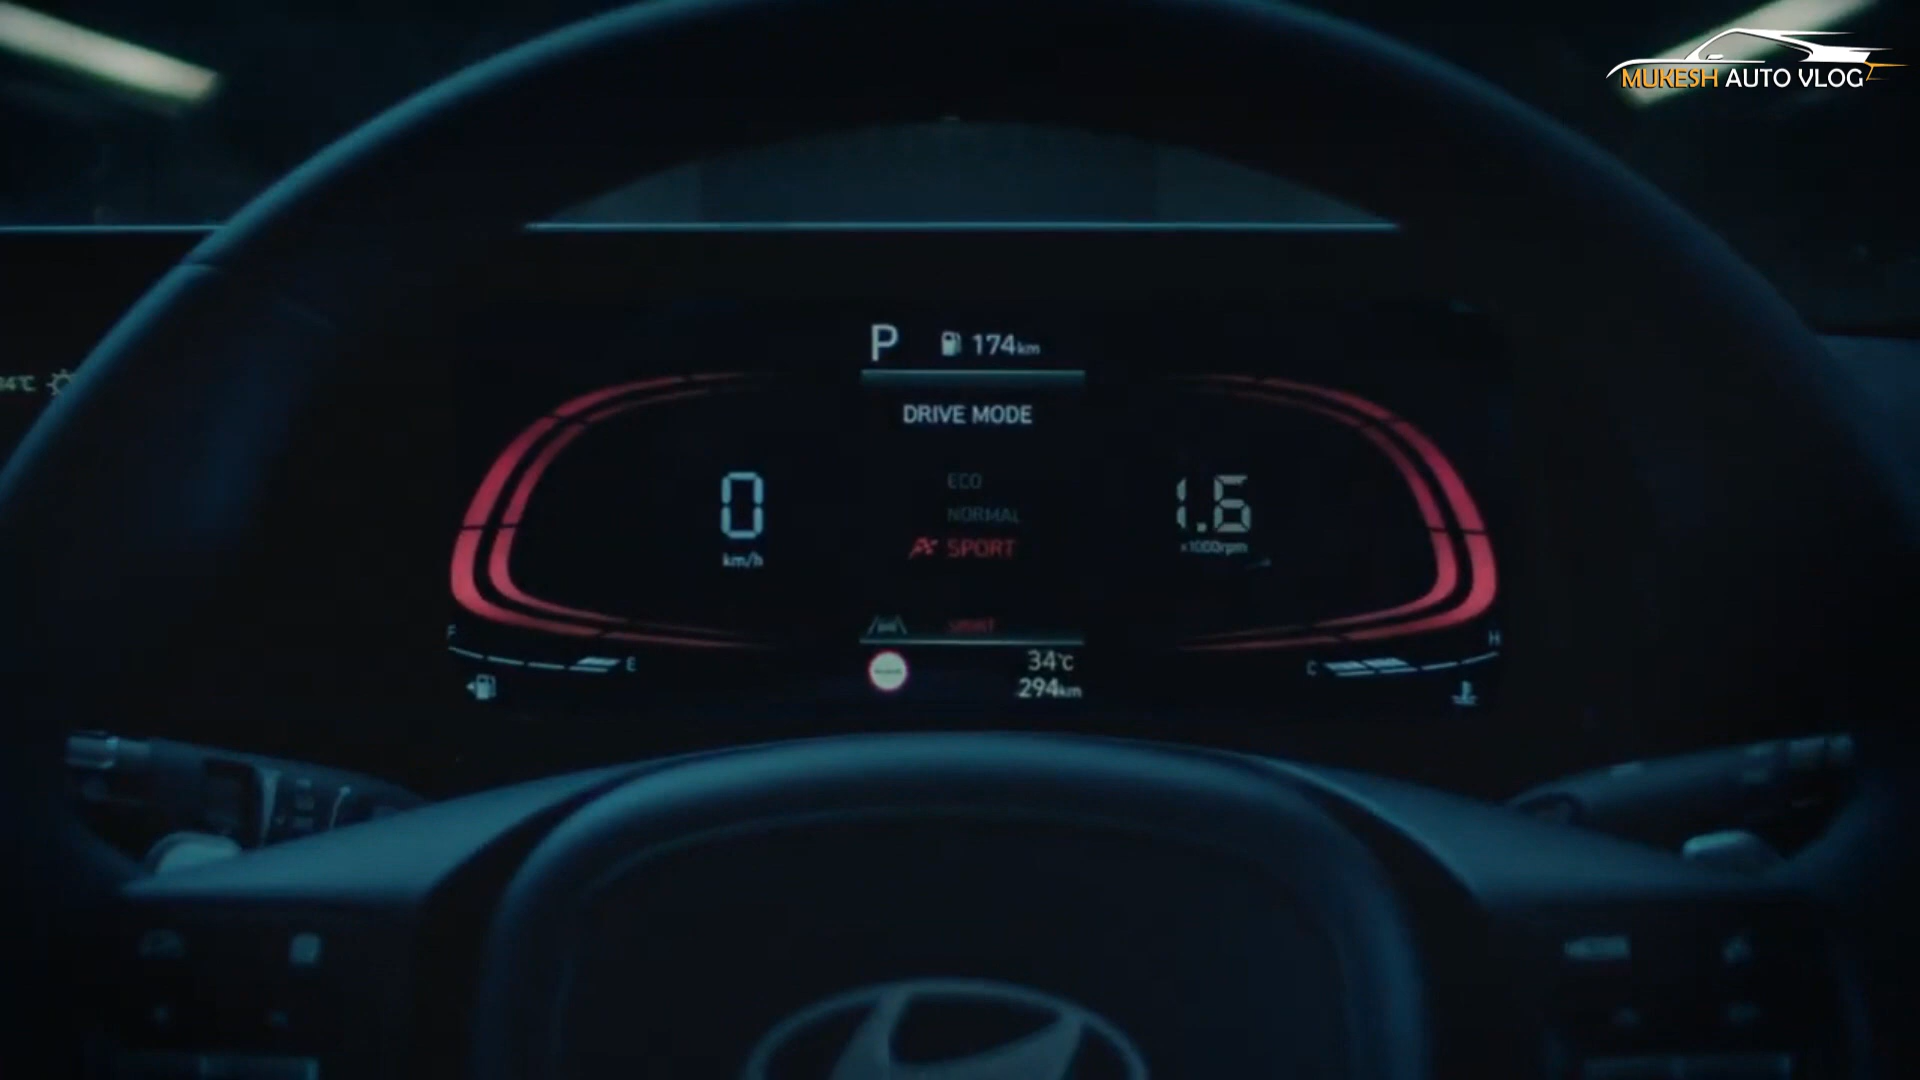 MUKESH AUTO VLOG
P 174km
DRIVE MODE
ECO
NORMAL
SPORT
0
km/h
1.6
x1000rpm
F
E
C
H
34°C
294km